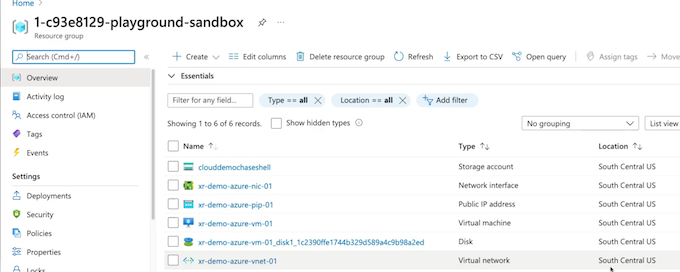 Home >
1-c93e8129-playground-sandbox
Resource group
Search (Cmd+/)
Create
Edit columns
Delete resource group
Refresh
Export to CSV
Open query
Assign tags
Move
Overview
Activity log
Access control (IAM)
Tags
Events
Settings
Deployments
Security
Policies
Properties
Locks
Essentials
Filter for any field...
Type == all
Location == all
Add filter
Showing 1 to 6 of 6 records.
Show hidden types
No grouping
List view
Name
Type
Location
clouddemochaseshell Storage account South Central US
xr-demo-azure-nic-01 Network interface South Central US
xr-demo-azure-pip-01 Public IP address South Central US
xr-demo-azure-vm-01 Virtual machine South Central US
xr-demo-azure-vm-01_disk1_1c2390ffe1744b329d589a4c9b98a2ed Disk South Central US
xr-demo-azure-vnet-01 Virtual network South Central US